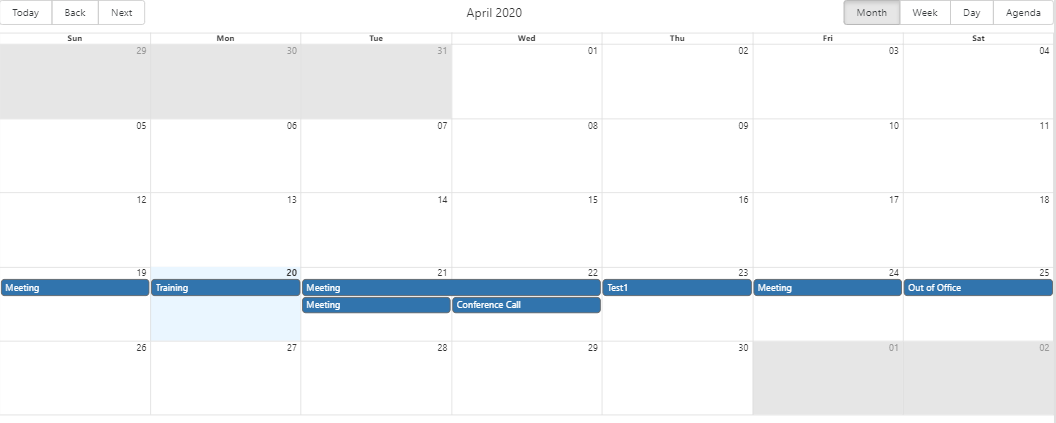 Today Back Next April 2020 Month Week Day Agenda
Sun Mon Tue Wed Thu Fri Sat
29 30 31 01 02 03 04
05 06 07 08 09 10 11
12 13 14 15 16 17 18
19 20 21 22 23 24 25
Meeting Training Meeting Test1 Meeting Out of Office
Meeting Conference Call
26 27 28 29 30 01 02